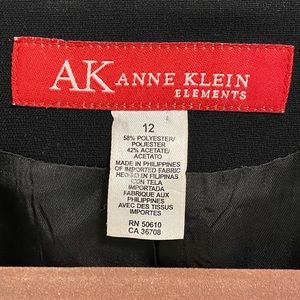 AK ANNE KLEIN
ELEMENTS
12
58% POLYESTER/
POLIESTER
42% ACETATE/
ACETATO
MADE IN PHILIPPINES
OF IMPORTED FABRIC
HECHO EN FILIPINAS
CON TELA
IMPORTADA
FABRIQUE AUX
PHILIPPINES
AVEC DES TISSUS
IMPORTES
RN 50610
CA 36708